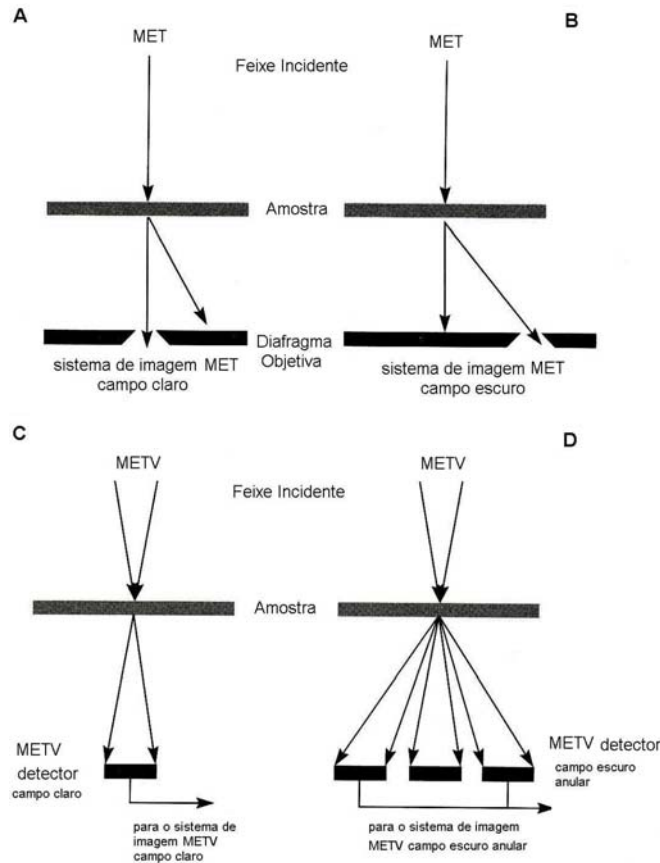 A
MET
Feixe Incidente
Amostra
Diafragma
Objetiva
sistema de imagem MET
campo claro
B
MET
sistema de imagem MET
campo escuro
C
METV
Feixe Incidente
Amostra
METV
detector
campo claro
para o sistema de
imagem METV
campo claro
D
METV
METV detector
campo escuro
anular
para o sistema de imagem
METV campo escuro anular